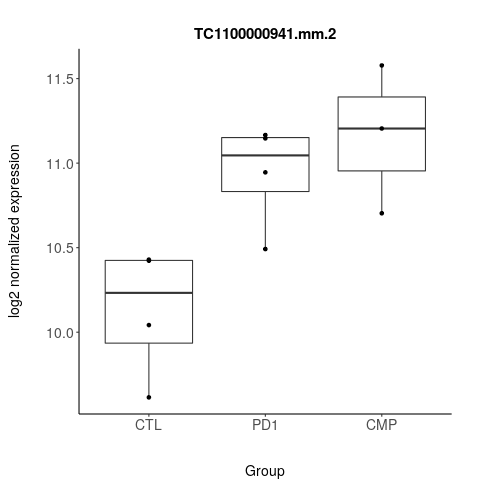 TC1100000941.mm.2
log2 normalized expression
11.5
11.0
10.5
10.0
CTL PD1 CMP
Group